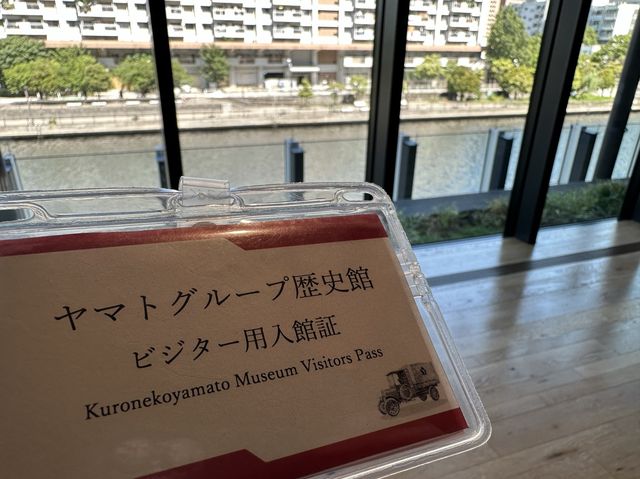 ヤマトグループ歴史館
ビジター用入館証
Kuronekoyamato Museum Visitors Pass